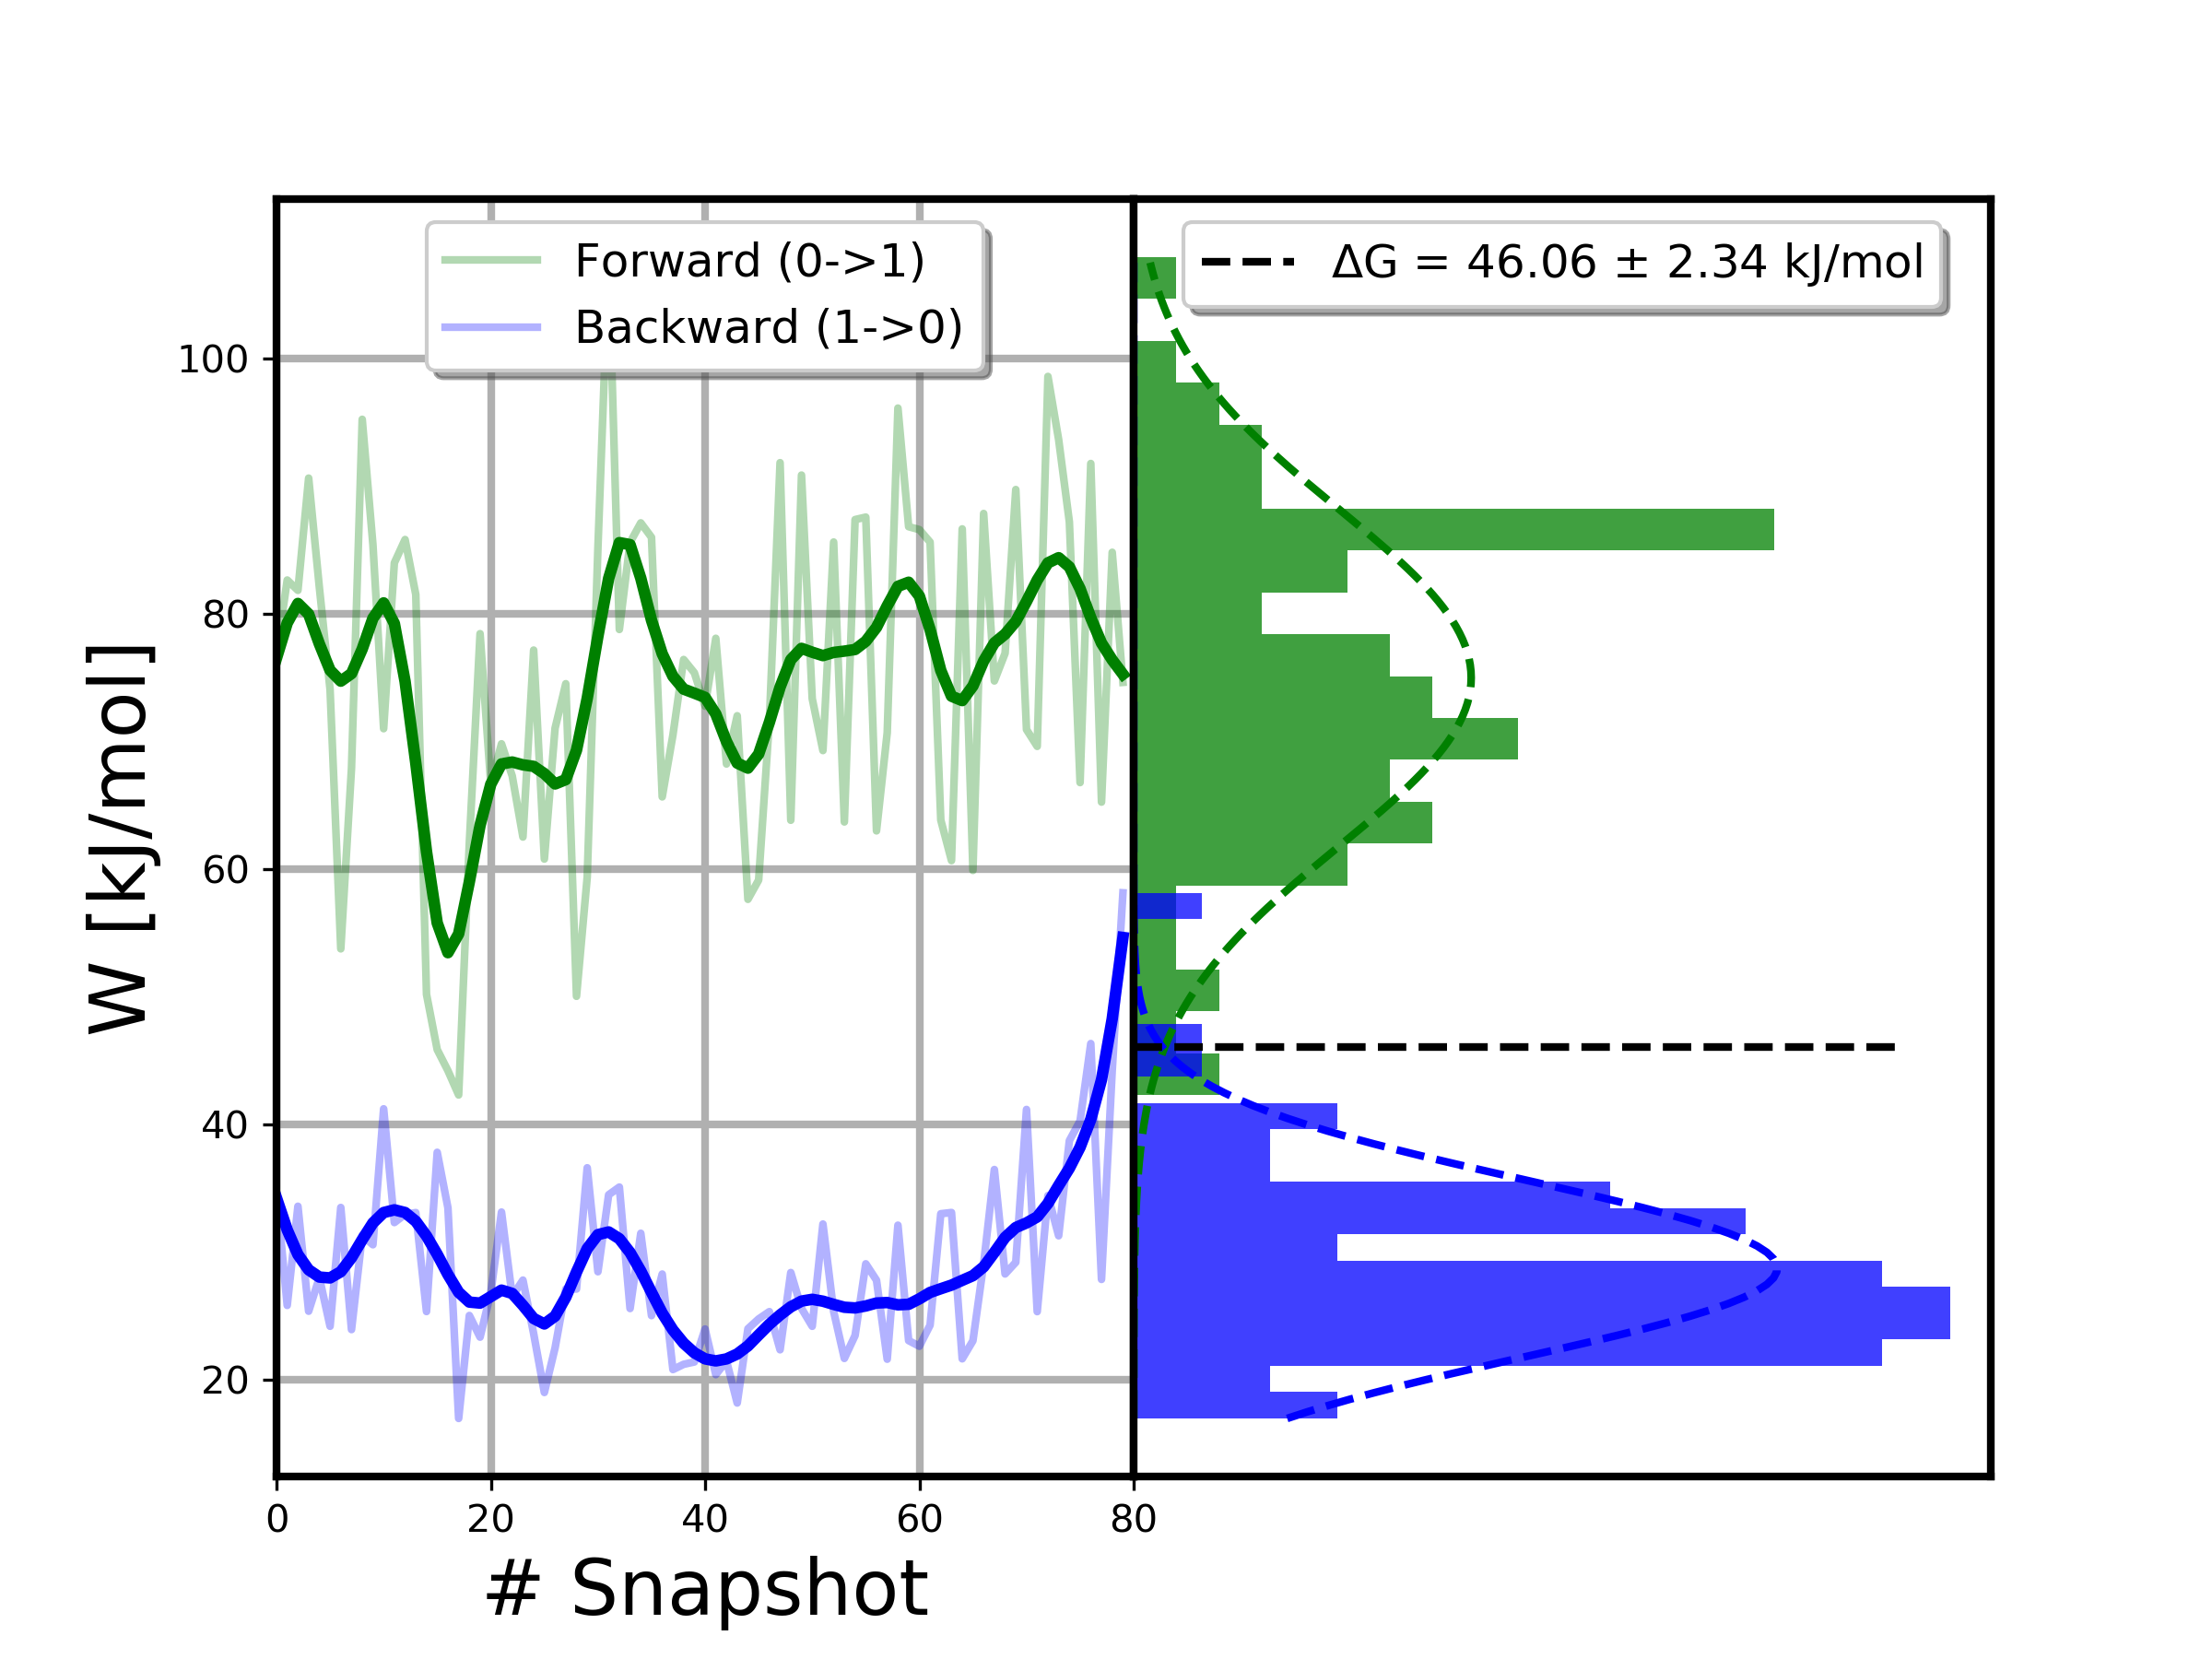 Forward (0->1)
Backward (1->0)
ΔG = 46.06 ± 2.34 kJ/mol
W [kJ/mol]
100
80
60
40
20
0 20 40 60 80
# Snapshot